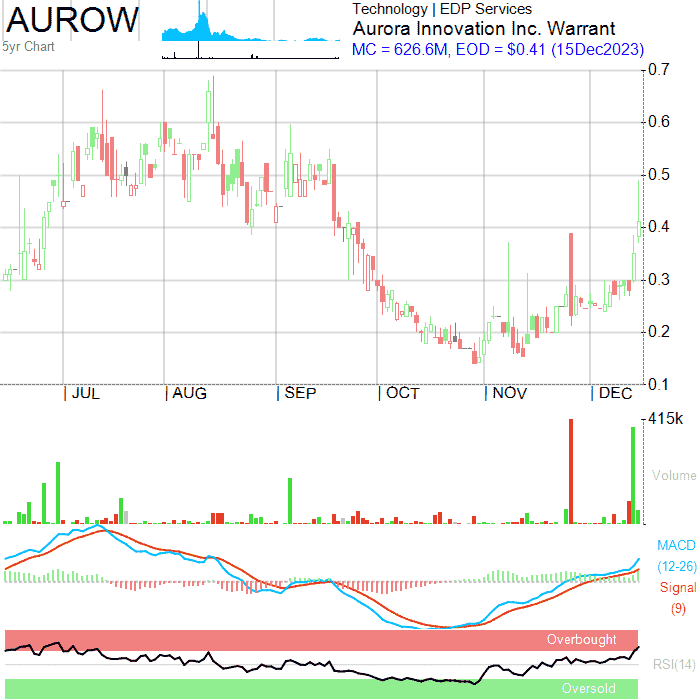 AUROW
5yr Chart
Technology | EDP Services
Aurora Innovation Inc. Warrant
MC = 626.6M, EOD = $0.41 (15Dec2023)
0.7
0.6
0.5
0.4
0.3
0.2
0.1
JUL AUG SEP OCT NOV DEC
415k
Volume
MACD
(12-26)
Signal
(9)
Overbought
RSI(14)
Oversold